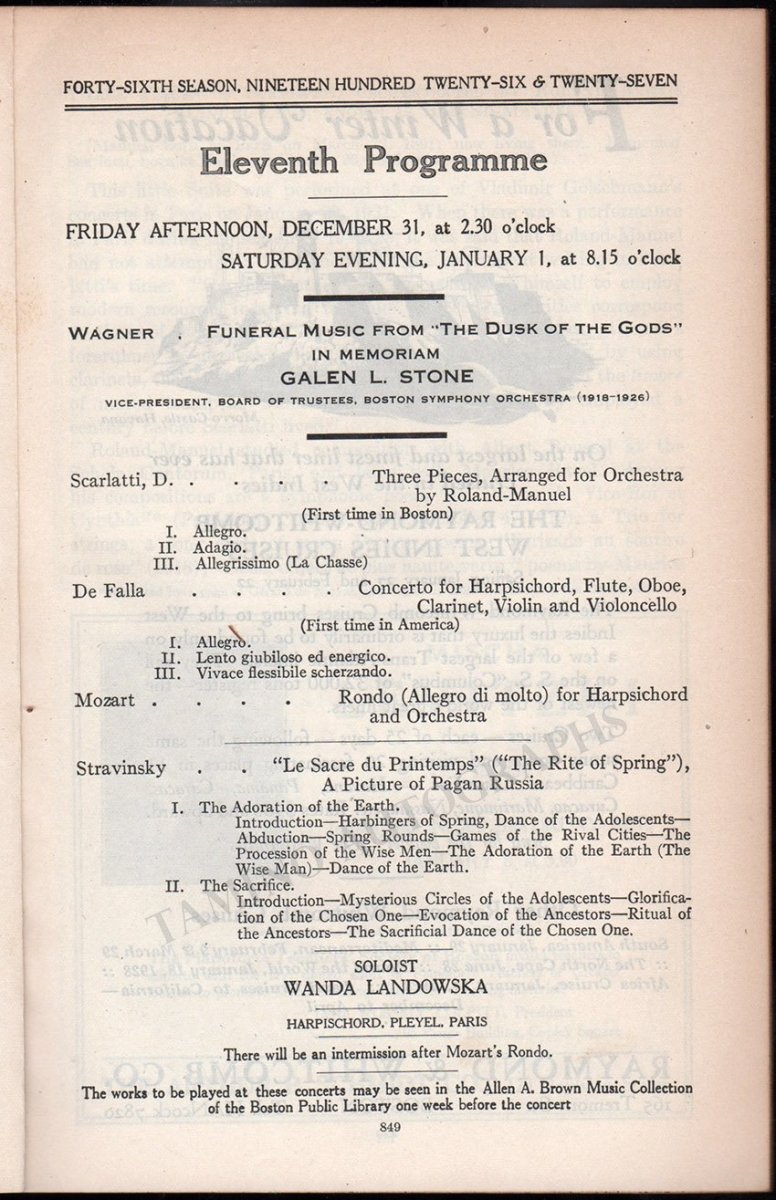 FORTY-SIXTH SEASON, NINETEEN HUNDRED TWENTY-SIX & TWENTY-SEVEN
Eleventh Programme
FRIDAY AFTERNOON, DECEMBER 31, at 2.30 o'clock
SATURDAY EVENING, JANUARY 1, at 8.15 o'clock
WAGNER . FUNERAL MUSIC FROM "THE DUSK OF THE GODS"
IN MEMORIAM
GALEN L. STONE
VICE-PRESIDENT, BOARD OF TRUSTEES, BOSTON SYMPHONY ORCHESTRA (1918-1926)
Scarlatti, D. . . . . Three Pieces, Arranged for Orchestra
by Roland-Manuel
(First time in Boston)
I. Allegro.
II. Adagio.
III. Allegrissimo (La Chasse)
De Falla . . . . Concerto for Harpsichord, Flute, Oboe,
Clarinet, Violin and Violoncello
(First time in America)
I. Allegro.
II. Lento giubiloso ed energico.
III. Vivace flessibile scherzando.
Mozart . . . . Rondo (Allegro di molto) for Harpsichord
and Orchestra
Stravinsky . . "Le Sacre du Printemps" ("The Rite of Spring"),
A Picture of Pagan Russia
I. The Adoration of the Earth.
Introduction—Harbingers of Spring, Dance of the Adolescents—
Abduction—Spring Rounds—Games of the Rival Cities—The
Procession of the Wise Men—The Adoration of the Earth (The
Wise Man)—Dance of the Earth.
II. The Sacrifice.
Introduction—Mysterious Circles of the Adolescents—Glorifica-
tion of the Chosen One—Evocation of the Ancestors—Ritual of
the Ancestors—The Sacrificial Dance of the Chosen One.
TAMINO AUTOGRAPHS
SOLOIST
WANDA LANDOWSKA
HARPISCHORD, PLEYEL, PARIS
There will be an intermission after Mozart's Rondo.
The works to be played at these concerts may be seen in the Allen A. Brown Music Collection
of the Boston Public Library one week before the concert
849